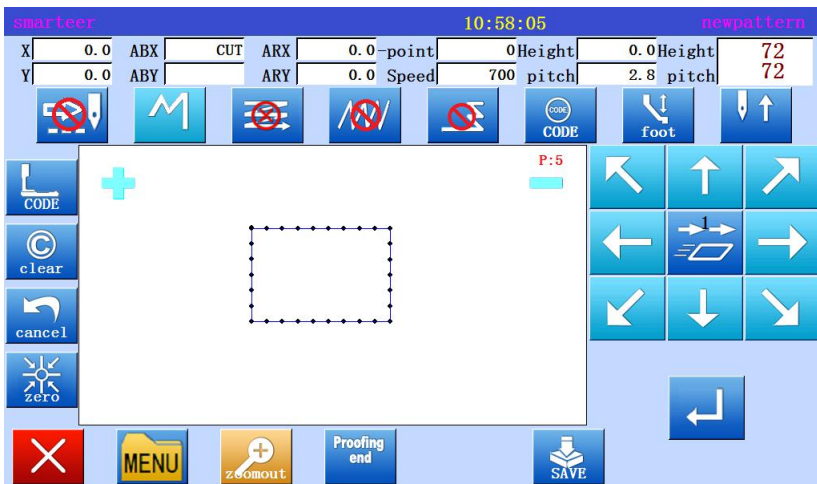 smarteer 10:58:05 newpattern
X 0.0 ABX CUT ARX 0.0 -point 0 Height 0.0 Height 72
Y 0.0 ABY ARY 0.0 Speed 700 pitch 2.8 pitch 72
CODE
CODE
foot
P:5
CODE
1
©
clear
cancel
zero
MENU
zoomout
Proofing
end
SAVE